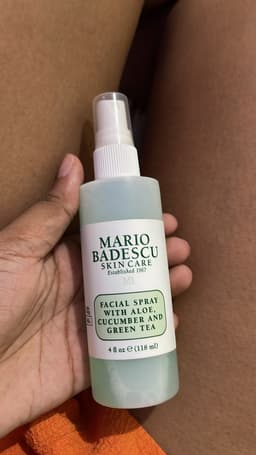 MARIO
BADESCU
SKIN CARE
Established 1967
FACIAL SPRAY
WITH ALOE,
CUCUMBER AND
GREEN TEA
4 fl oz ℮ (118 ml)